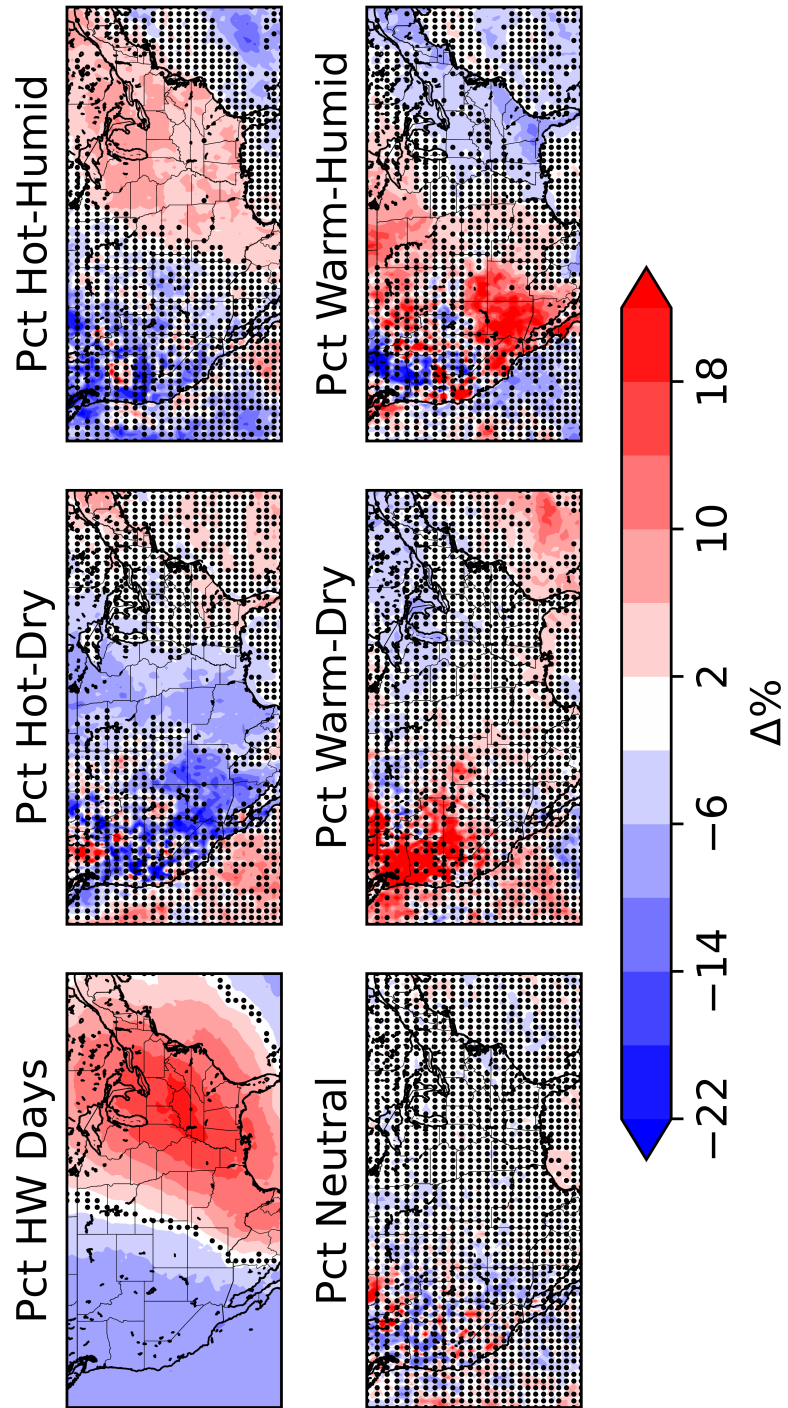 Pct HW Days
Pct Hot-Dry
Pct Hot-Humid
Pct Neutral
Pct Warm-Dry
Pct Warm-Humid
−22 −14 −6 2 10 18
Δ%